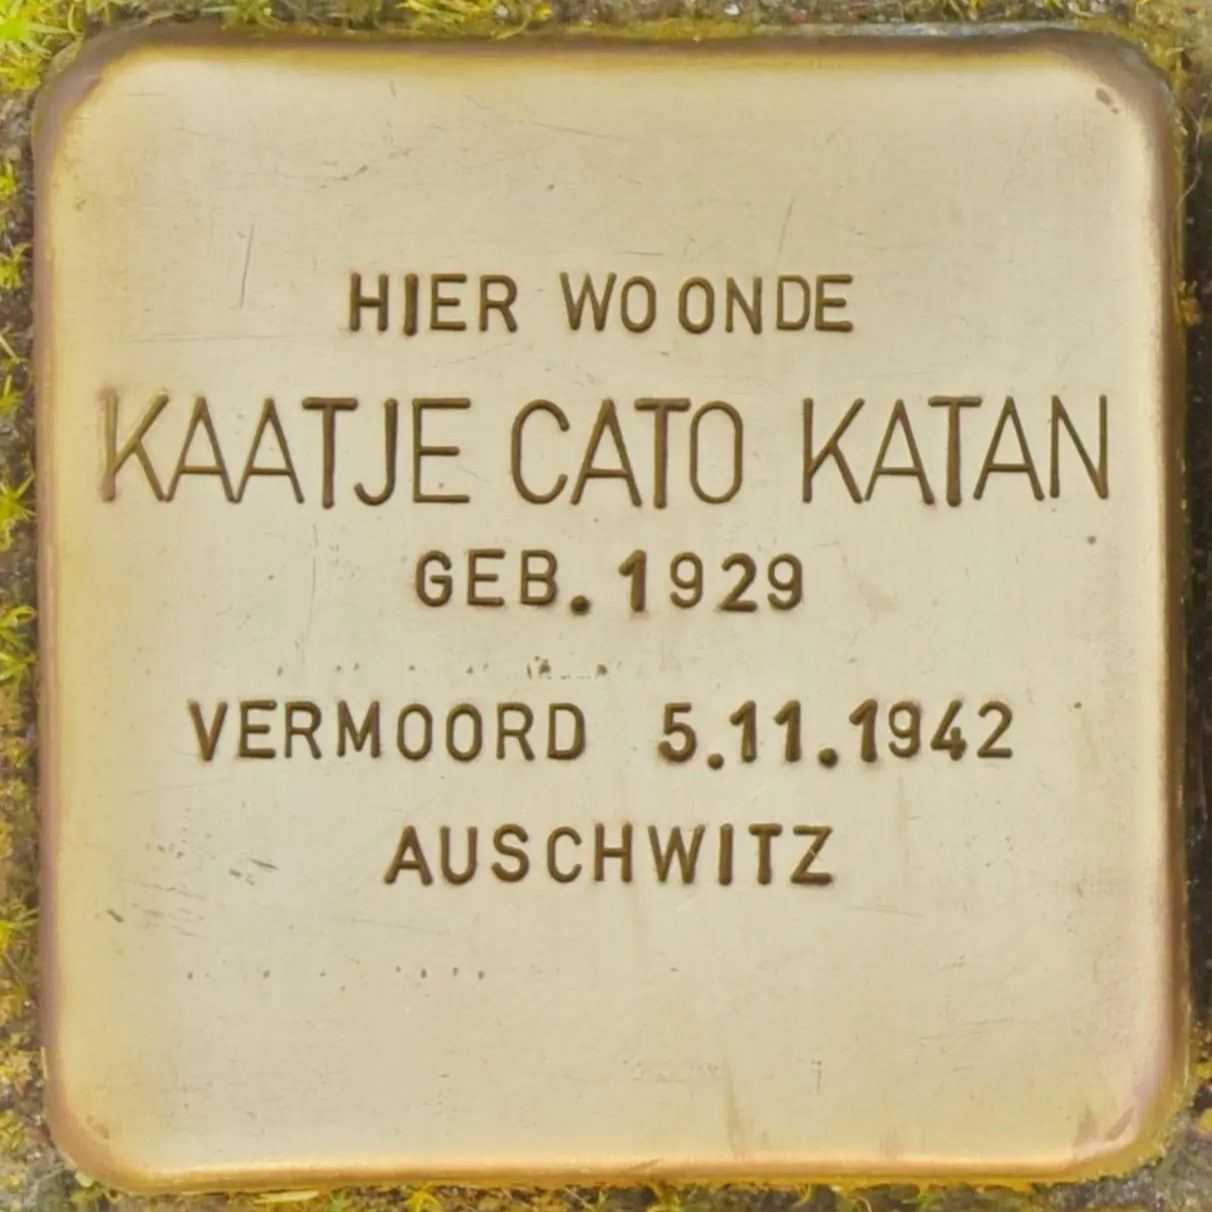 HIER WOONDE
KAATJE CATO KATAN
GEB. 1929
VERMOORD 5.11.1942
AUSCHWITZ